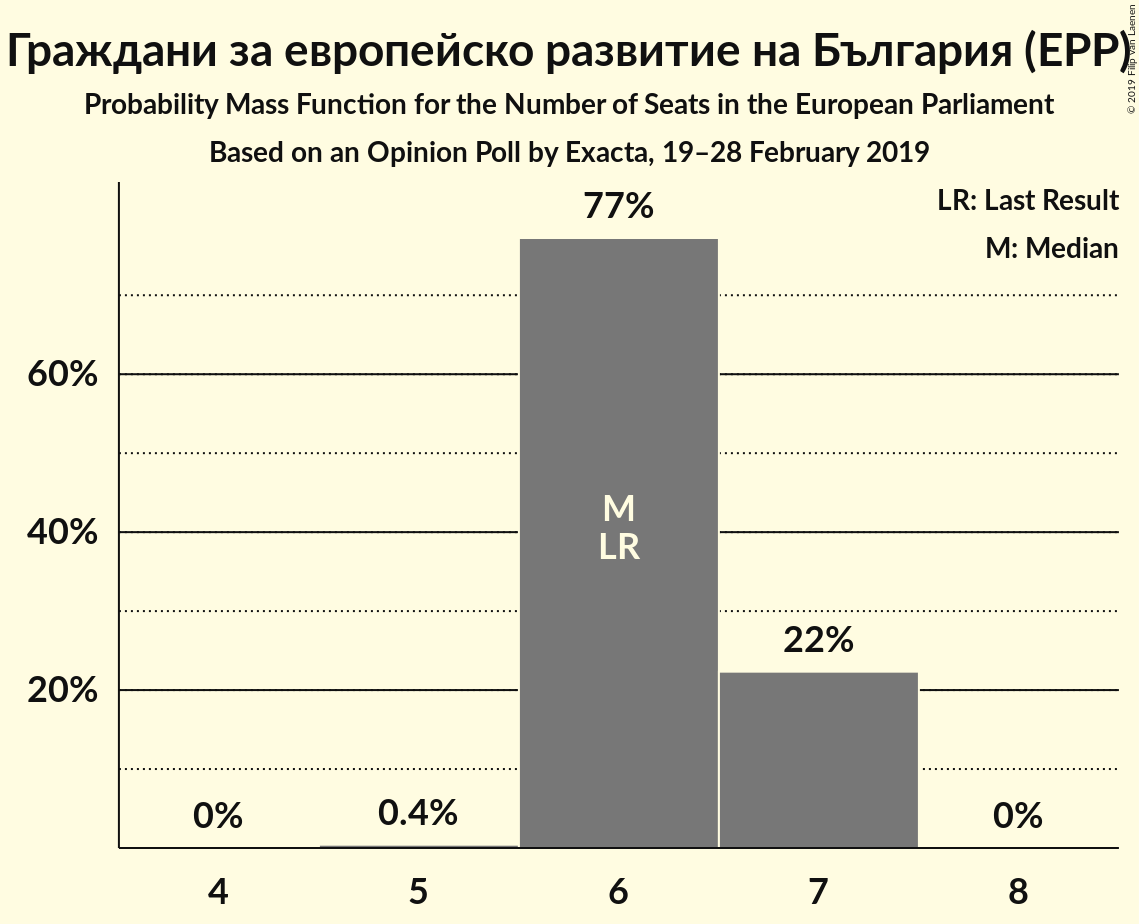 Граждани за европейско развитие на България (EPP)
Probability Mass Function for the Number of Seats in the European Parliament
Based on an Opinion Poll by Exacta, 19–28 February 2019
© 2019 Filip van Laenen
LR: Last Result
M: Median
77%
60%
M
40%
LR
22%
20%
0%
0.4%
0%
4
5
6
7
8